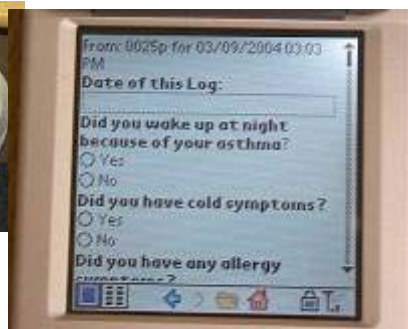 From: 0025p for 03/09/2004 03:03
PM
Date of this Log:
Did you wake up at night
because of your asthma?
Yes
No
Did you have cold symptoms?
Yes
No
Did you have any allergy
symptoms?